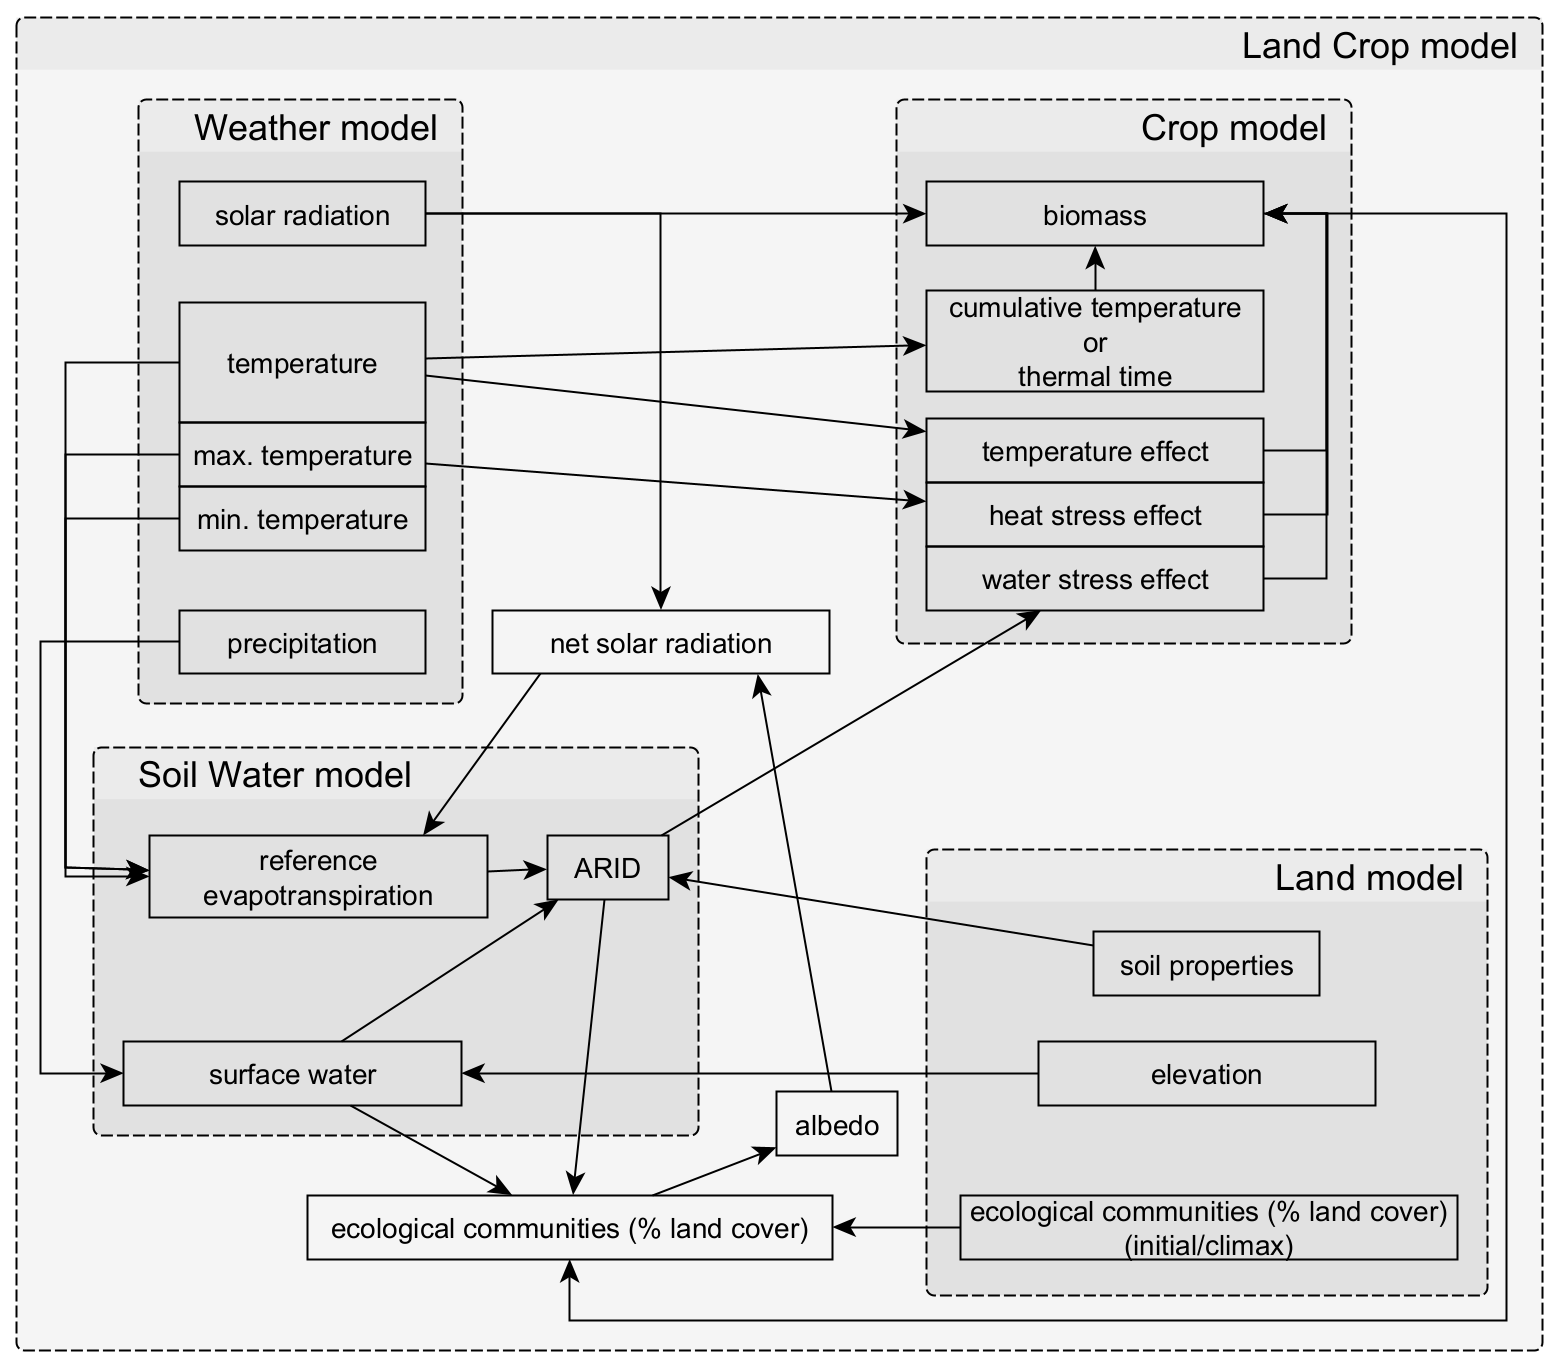 Land Crop model
Weather model
solar radiation
temperature
max. temperature
min. temperature
precipitation
Crop model
biomass
cumulative temperature
or
thermal time
temperature effect
heat stress effect
water stress effect
net solar radiation
Soil Water model
reference
evapotranspiration
ARID
surface water
Land model
soil properties
elevation
albedo
ecological communities (% land cover)
ecological communities (% land cover)
(initial/climax)